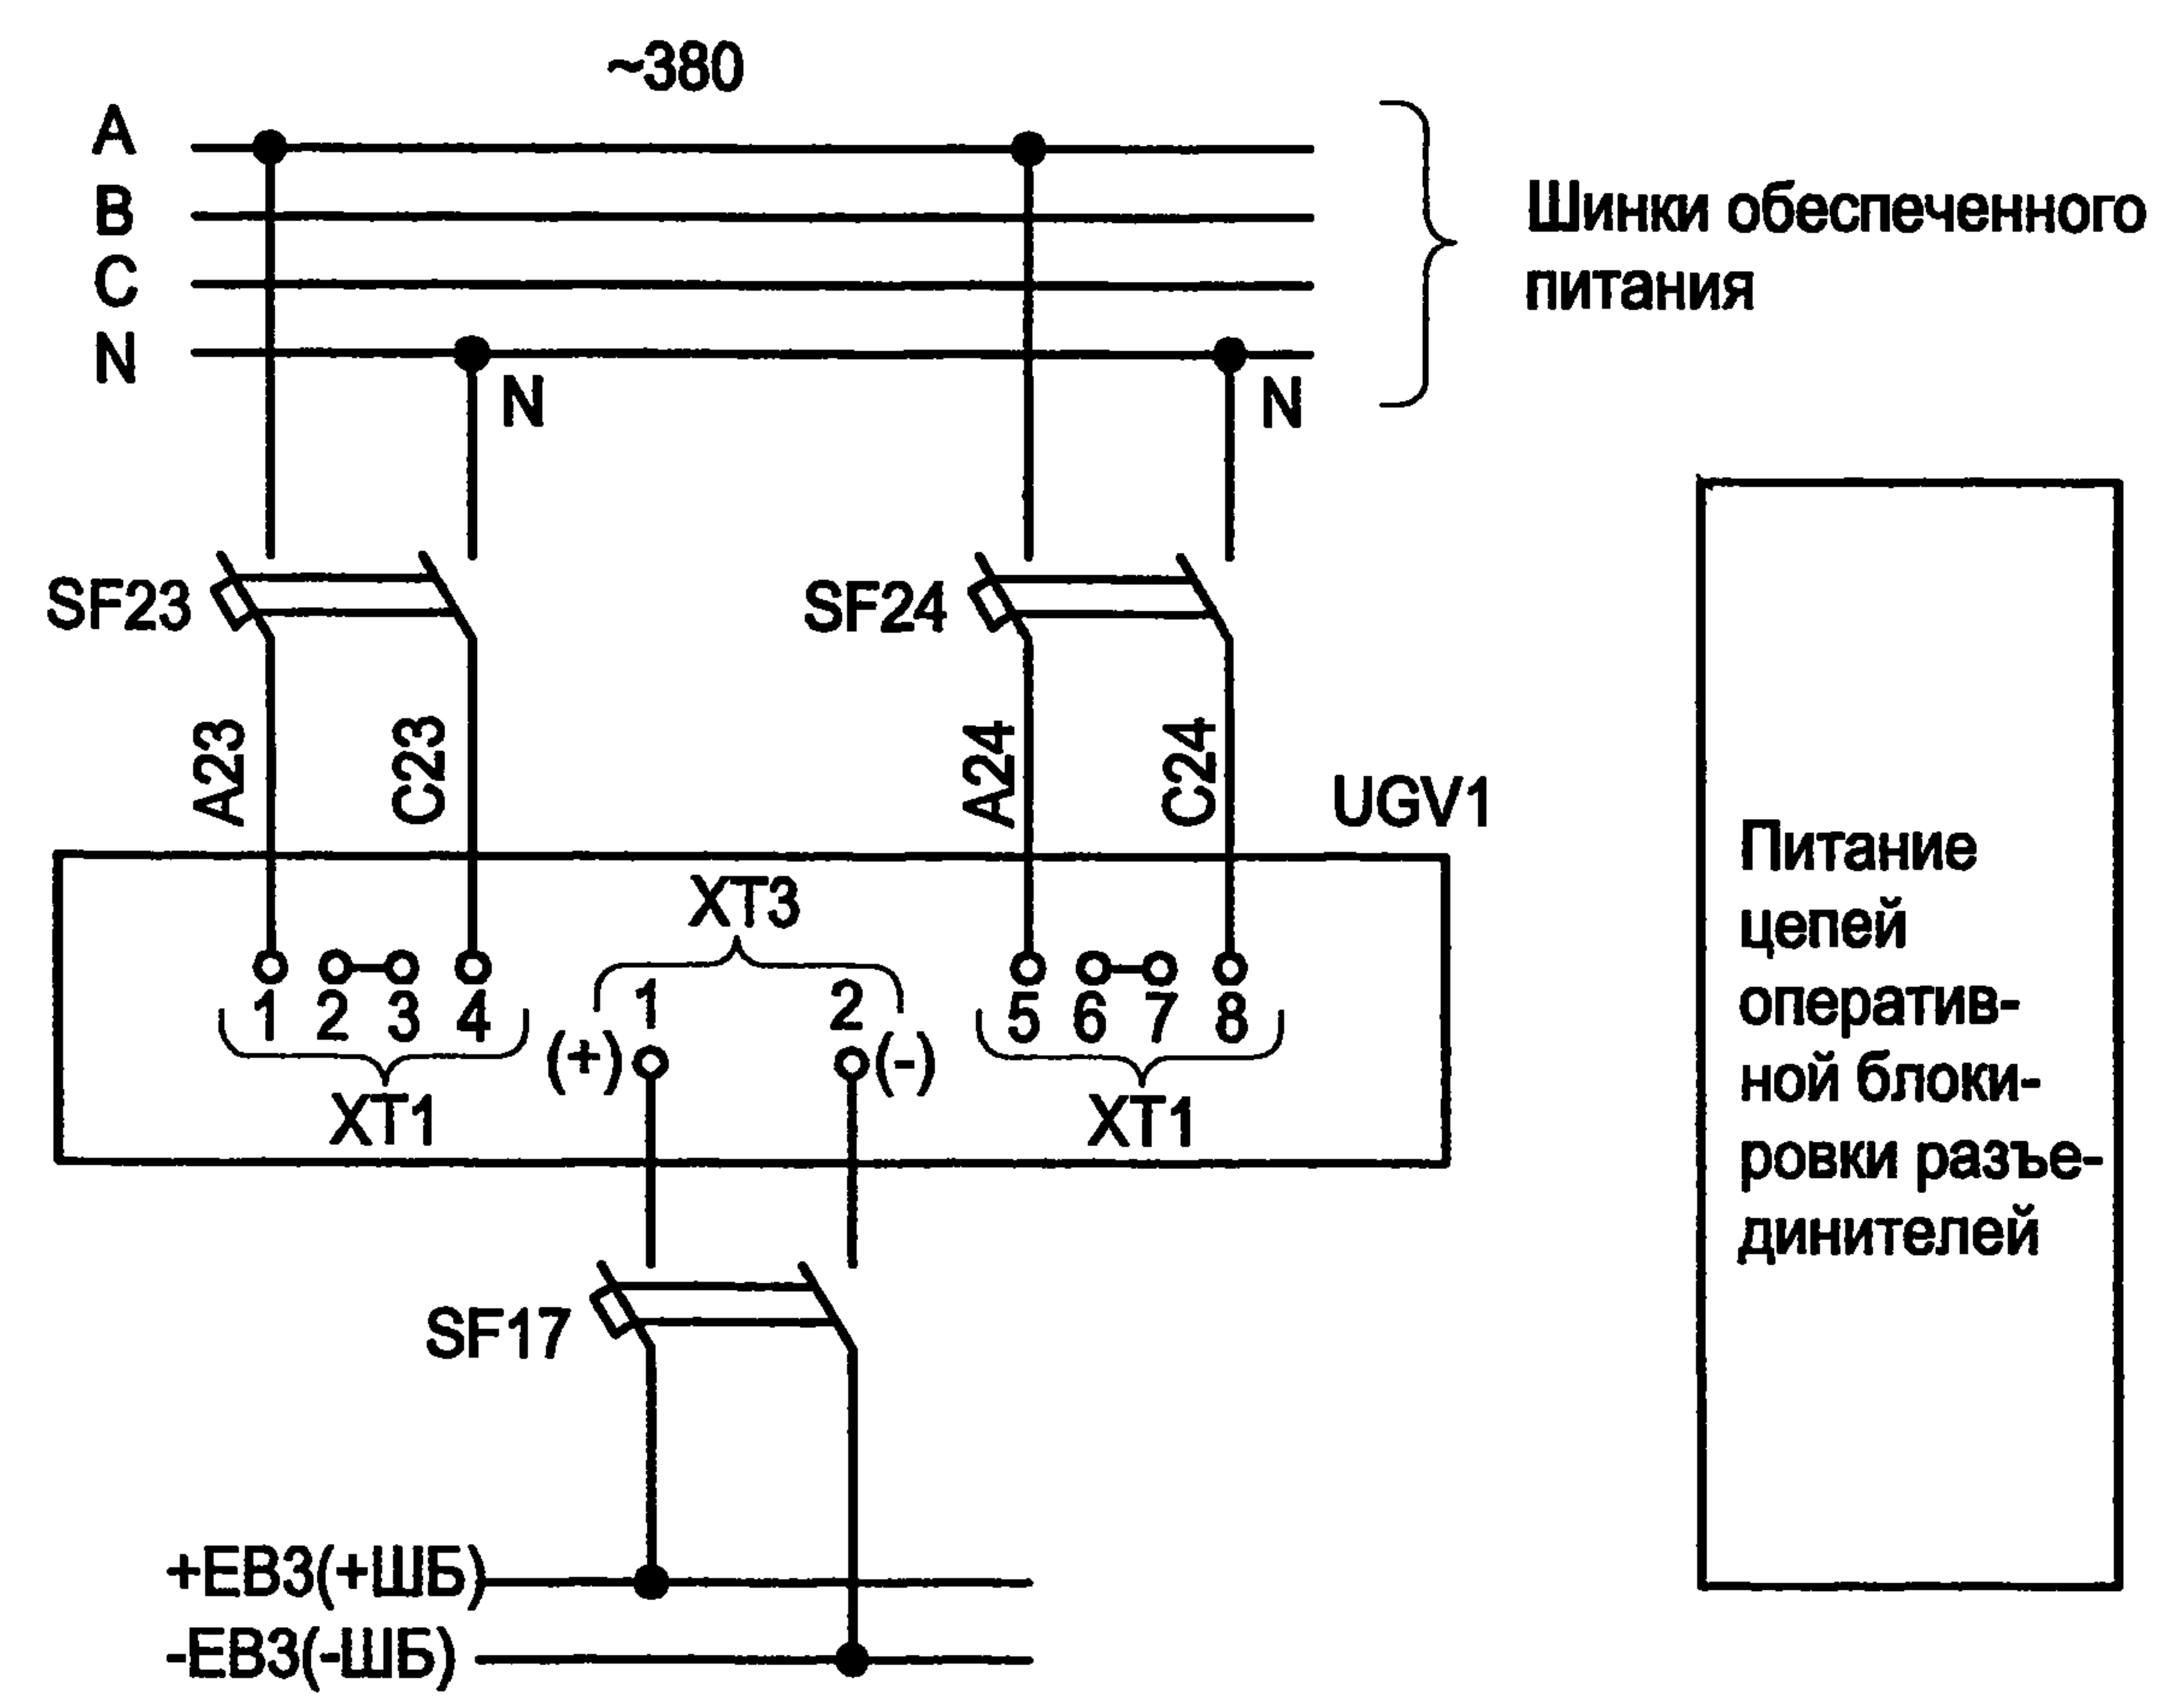 ~380
A
B
C
N
Шинки обеспеченного
питания
N
N
SF23
SF24
A23
C23
A24
C24
UGV1
XT3
1 2 3 4
1
2
5 6 7 8
(+)
(-)
XT1
XT1
Питание
цепей
оператив-
ной блоки-
ровки разъе-
динителей
SF17
+EB3(+ШБ)
-EB3(-ШБ)